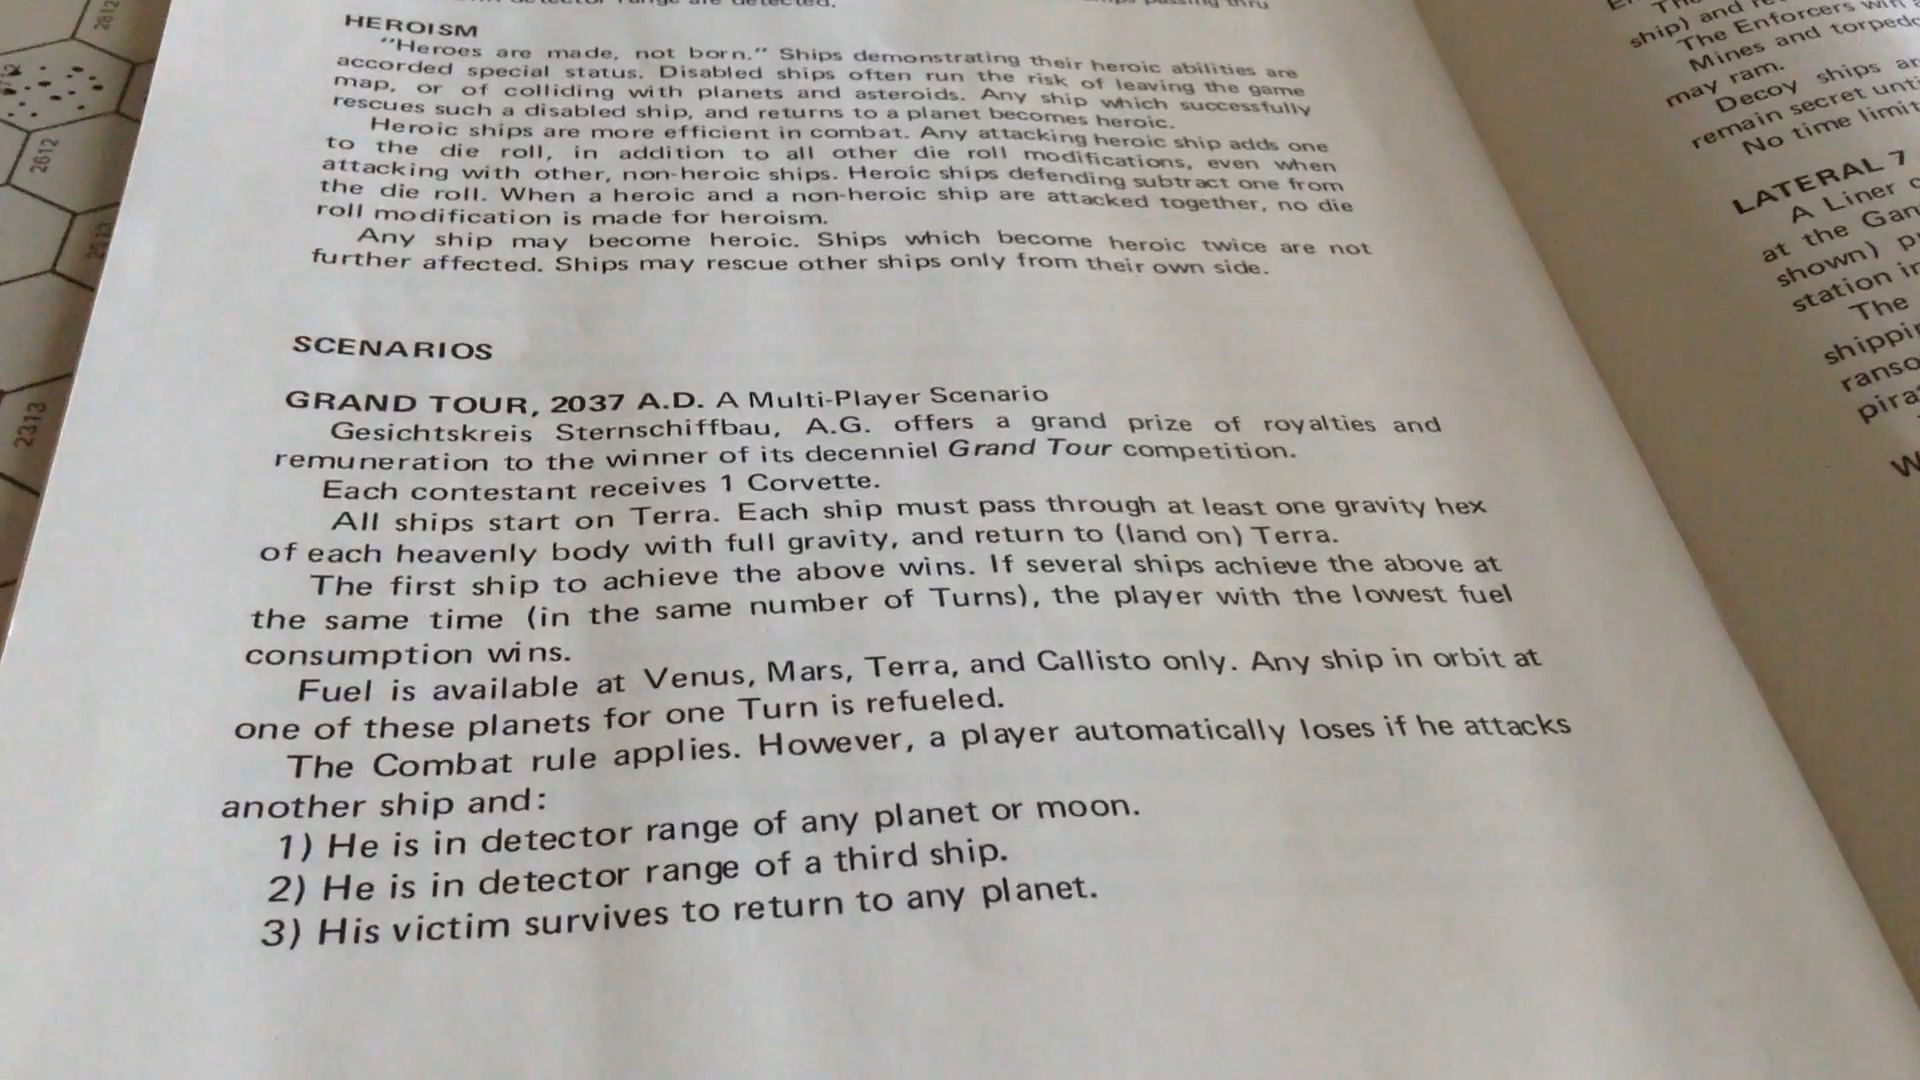 HEROISM
"Heroes are made, not born." Ships demonstrating their heroic abilities are
accorded special status. Disabled ships often run the risk of leaving the game
map, or of colliding with planets and asteroids. Any ship which successfully
rescues such a disabled ship, and returns to a planet becomes heroic.
Heroic ships are more efficient in combat. Any attacking heroic ship adds one
to the die roll, in addition to all other die roll modifications, even when
attacking with other, non-heroic ships. Heroic ships defending subtract one from
the die roll. When a heroic and a non-heroic ship are attacked together, no die
roll modification is made for heroism.
Any ship may become heroic. Ships which become heroic twice are not
further affected. Ships may rescue other ships only from their own side.
SCENARIOS
GRAND TOUR, 2037 A.D. A Multi-Player Scenario
Gesichtskreis Sternschiffbau, A.G. offers a grand prize of royalties and
remuneration to the winner of its decenniel Grand Tour competition.
Each contestant receives 1 Corvette.
All ships start on Terra. Each ship must pass through at least one gravity hex
of each heavenly body with full gravity, and return to (land on) Terra.
The first ship to achieve the above wins. If several ships achieve the above at
the same time (in the same number of Turns), the player with the lowest fuel
consumption wins.
Fuel is available at Venus, Mars, Terra, and Callisto only. Any ship in orbit at
one of these planets for one Turn is refueled.
The Combat rule applies. However, a player automatically loses if he attacks
another ship and:
1) He is in detector range of any planet or moon.
2) He is in detector range of a third ship.
3) His victim survives to return to any planet.
ship) and
The Enforcers win
Mines and
may ram.
Decoy ships
remain secret
No time
LATERAL 7
A Liner
at the
shown)
station
The
2812
2612
2513
2313